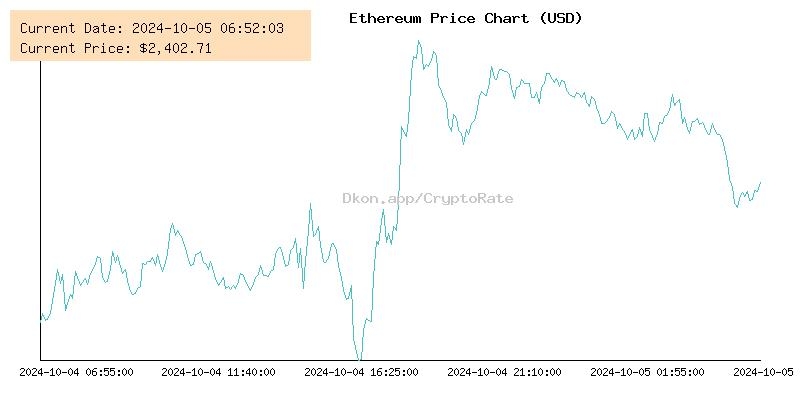 Ethereum Price Chart (USD)
Current Date: 2024-10-05 06:52:03
Current Price: $2,402.71
Dkon.app/CryptoRate
2024-10-04 06:55:00 2024-10-04 11:40:00 2024-10-04 16:25:00 2024-10-04 21:10:00 2024-10-05 01:55:00 2024-10-05